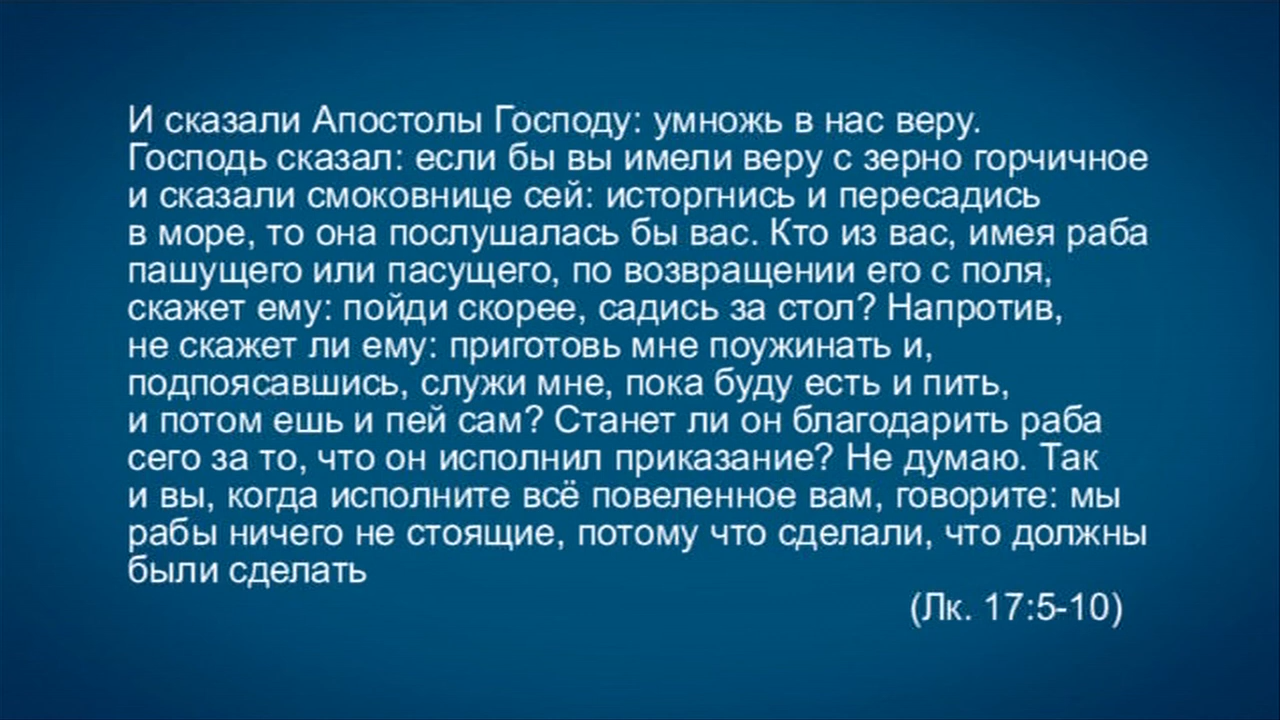 И сказали Апостолы Господу: умножь в нас веру.
Господь сказал: если бы вы имели веру с зерно горчичное
и сказали смоковнице сей: исторгнись и пересадись
в море, то она послушалась бы вас. Кто из вас, имея раба
пашущего или пасущего, по возвращении его с поля,
скажет ему: пойди скорее, садись за стол? Напротив,
не скажет ли ему: приготовь мне поужинать и,
подпоясавшись, служи мне, пока буду есть и пить,
и потом ешь и пей сам? Станет ли он благодарить раба
сего за то, что он исполнил приказание? Не думаю. Так
и вы, когда исполните всё повеленное вам, говорите: мы
рабы ничего не стоящие, потому что сделали, что должны
были сделать
(Лк. 17:5-10)